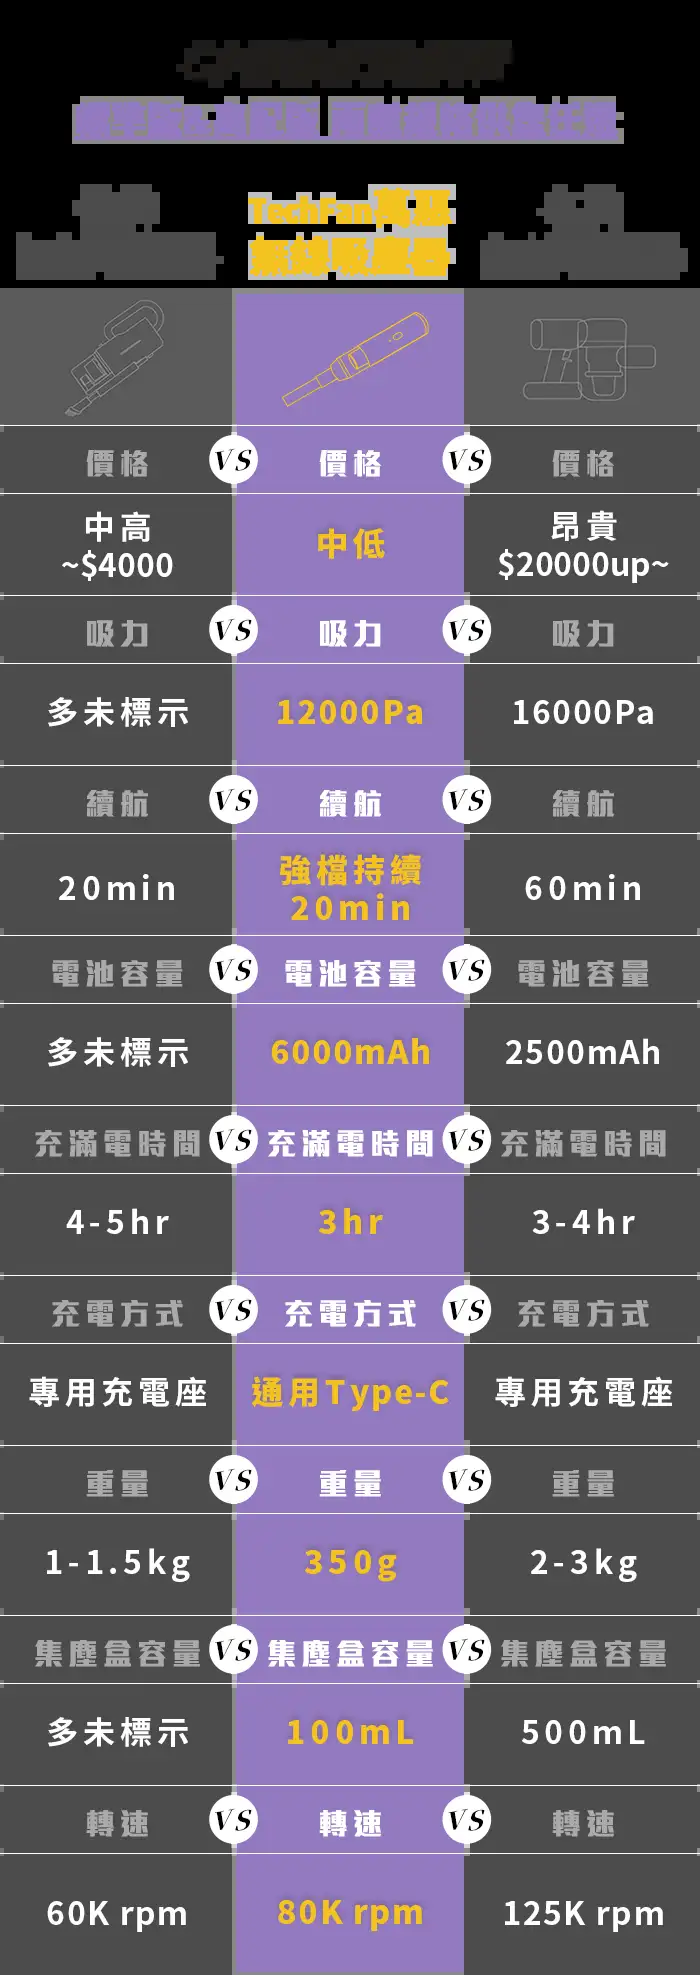 TechFan萬惡
無線吸塵器
價格 VS 價格 VS 價格
中高
~$4000
中低
昂貴
$20000up~
吸力 VS 吸力 VS 吸力
多未標示 12000Pa 16000Pa
續航 VS 續航 VS 續航
20min
強檔持續
20min
60min
電池容量 VS 電池容量 VS 電池容量
多未標示 6000mAh 2500mAh
充滿電時間 VS 充滿電時間 VS 充滿電時間
4-5hr 3hr 3-4hr
充電方式 VS 充電方式 VS 充電方式
專用充電座 通用Type-C 專用充電座
重量 VS 重量 VS 重量
1-1.5kg 350g 2-3kg
集塵盒容量 VS 集塵盒容量 VS 集塵盒容量
多未標示 100mL 500mL
轉速 VS 轉速 VS 轉速
60K rpm 80K rpm 125K rpm